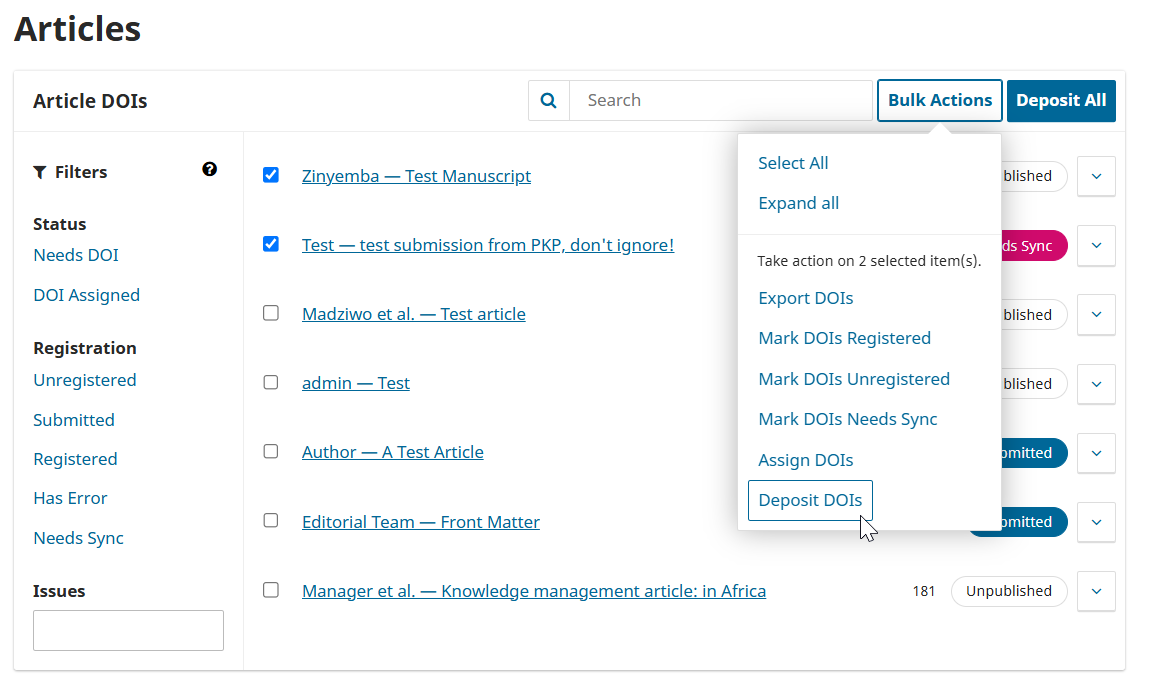 Articles
Article DOIs
Search
Bulk Actions
Deposit All
Filters
Status
Needs DOI
DOI Assigned
Registration
Unregistered
Submitted
Registered
Has Error
Needs Sync
Issues
Zinyemba — Test Manuscript
blished
Test — test submission from PKP, don't ignore!
ds Sync
Madziwo et al. — Test article
blished
admin — Test
blished
Author — A Test Article
bmitted
Editorial Team — Front Matter
bmitted
Manager et al. — Knowledge management article: in Africa
181
Unpublished
Select All
Expand all
Take action on 2 selected item(s).
Export DOIs
Mark DOIs Registered
Mark DOIs Unregistered
Mark DOIs Needs Sync
Assign DOIs
Deposit DOIs